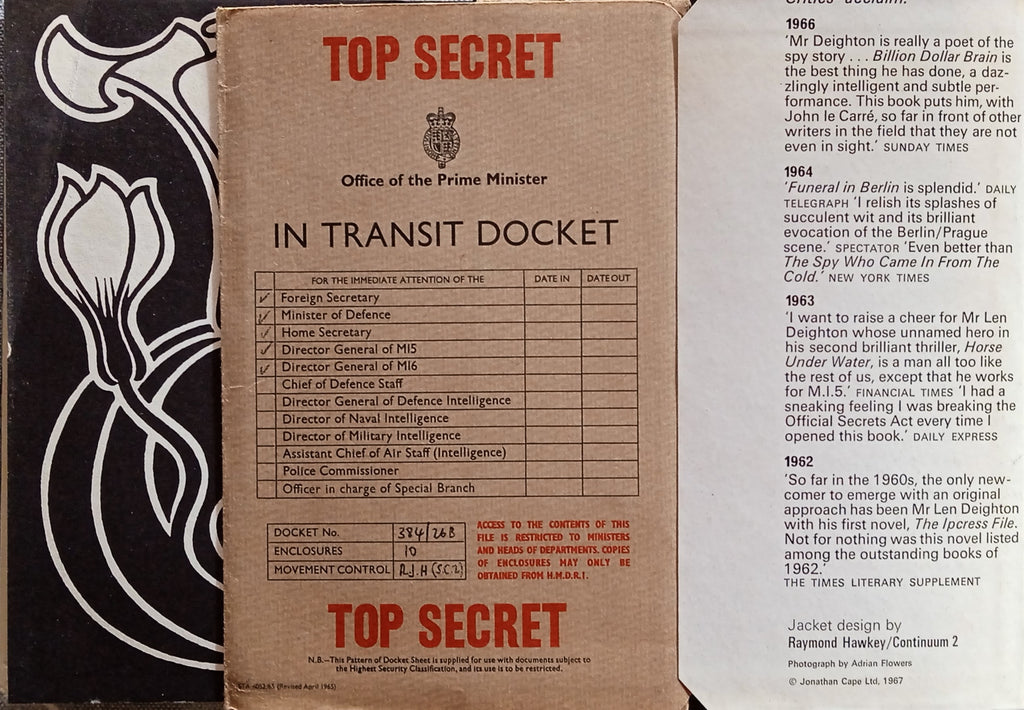 TOP SECRET
Office of the Prime Minister
IN TRANSIT DOCKET
FOR THE IMMEDIATE ATTENTION OF THE DATE IN DATE OUT
✓ Foreign Secretary
✓ Minister of Defence
✓ Home Secretary
✓ Director General of MI5
✓ Director General of MI6
Chief of Defence Staff
Director General of Defence Intelligence
Director of Naval Intelligence
Director of Military Intelligence
Assistant Chief of Air Staff (Intelligence)
Police Commissioner
Officer in charge of Special Branch
DOCKET No. 384/26B
ENCLOSURES 10
MOVEMENT CONTROL R.J.H (S.C.2)
ACCESS TO THE CONTENTS OF THIS
FILE IS RESTRICTED TO MINISTERS
AND HEADS OF DEPARTMENTS. COPIES
OF ENCLOSURES MAY ONLY BE
OBTAINED FROM H.M.D.R.1.
TOP SECRET
N.B.—This Pattern of Docket Sheet is supplied for use with documents subject to
the Highest Security Classification, and its use is to be restricted.
(Revised April 1965)
Critics' acclaim:
1966
'Mr Deighton is really a poet of the
spy story . . . Billion Dollar Brain is
the best thing he has done, a daz-
zlingly intelligent and subtle per-
formance. This book puts him, with
John le Carré, so far in front of other
writers in the field that they are not
even in sight.' SUNDAY TIMES
1964
'Funeral in Berlin is splendid.' DAILY
TELEGRAPH 'I relish its splashes of
succulent wit and its brilliant
evocation of the Berlin/Prague
scene.' SPECTATOR 'Even better than
The Spy Who Came In From The
Cold.' NEW YORK TIMES
1963
'I want to raise a cheer for Mr Len
Deighton whose unnamed hero in
his second brilliant thriller, Horse
Under Water, is a man all too like
the rest of us, except that he works
for M.I.5.' FINANCIAL TIMES 'I had a
sneaking feeling I was breaking the
Official Secrets Act every time I
opened this book.' DAILY EXPRESS
1962
'So far in the 1960s, the only new-
comer to emerge with an original
approach has been Mr Len Deighton
with his first novel, The Ipcress File.
Not for nothing was this novel listed
among the outstanding books of
1962.'
THE TIMES LITERARY SUPPLEMENT
Jacket design by
Raymond Hawkey/Continuum 2
Photograph by Adrian Flowers
© Jonathan Cape Ltd, 1967